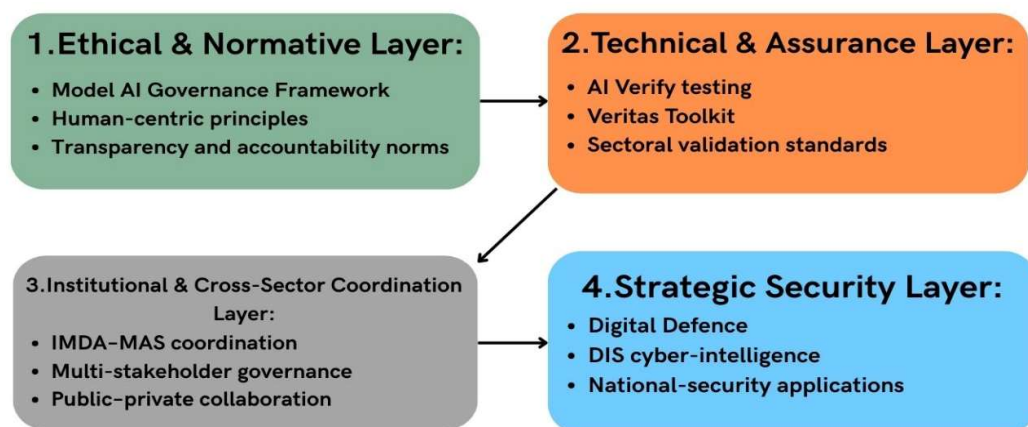 1.Ethical & Normative Layer:
• Model AI Governance Framework
• Human-centric principles
• Transparency and accountability norms
2.Technical & Assurance Layer:
• AI Verify testing
• Veritas Toolkit
• Sectoral validation standards
3.Institutional & Cross-Sector Coordination
Layer:
• IMDA–MAS coordination
• Multi-stakeholder governance
• Public–private collaboration
4.Strategic Security Layer:
• Digital Defence
• DIS cyber-intelligence
• National-security applications